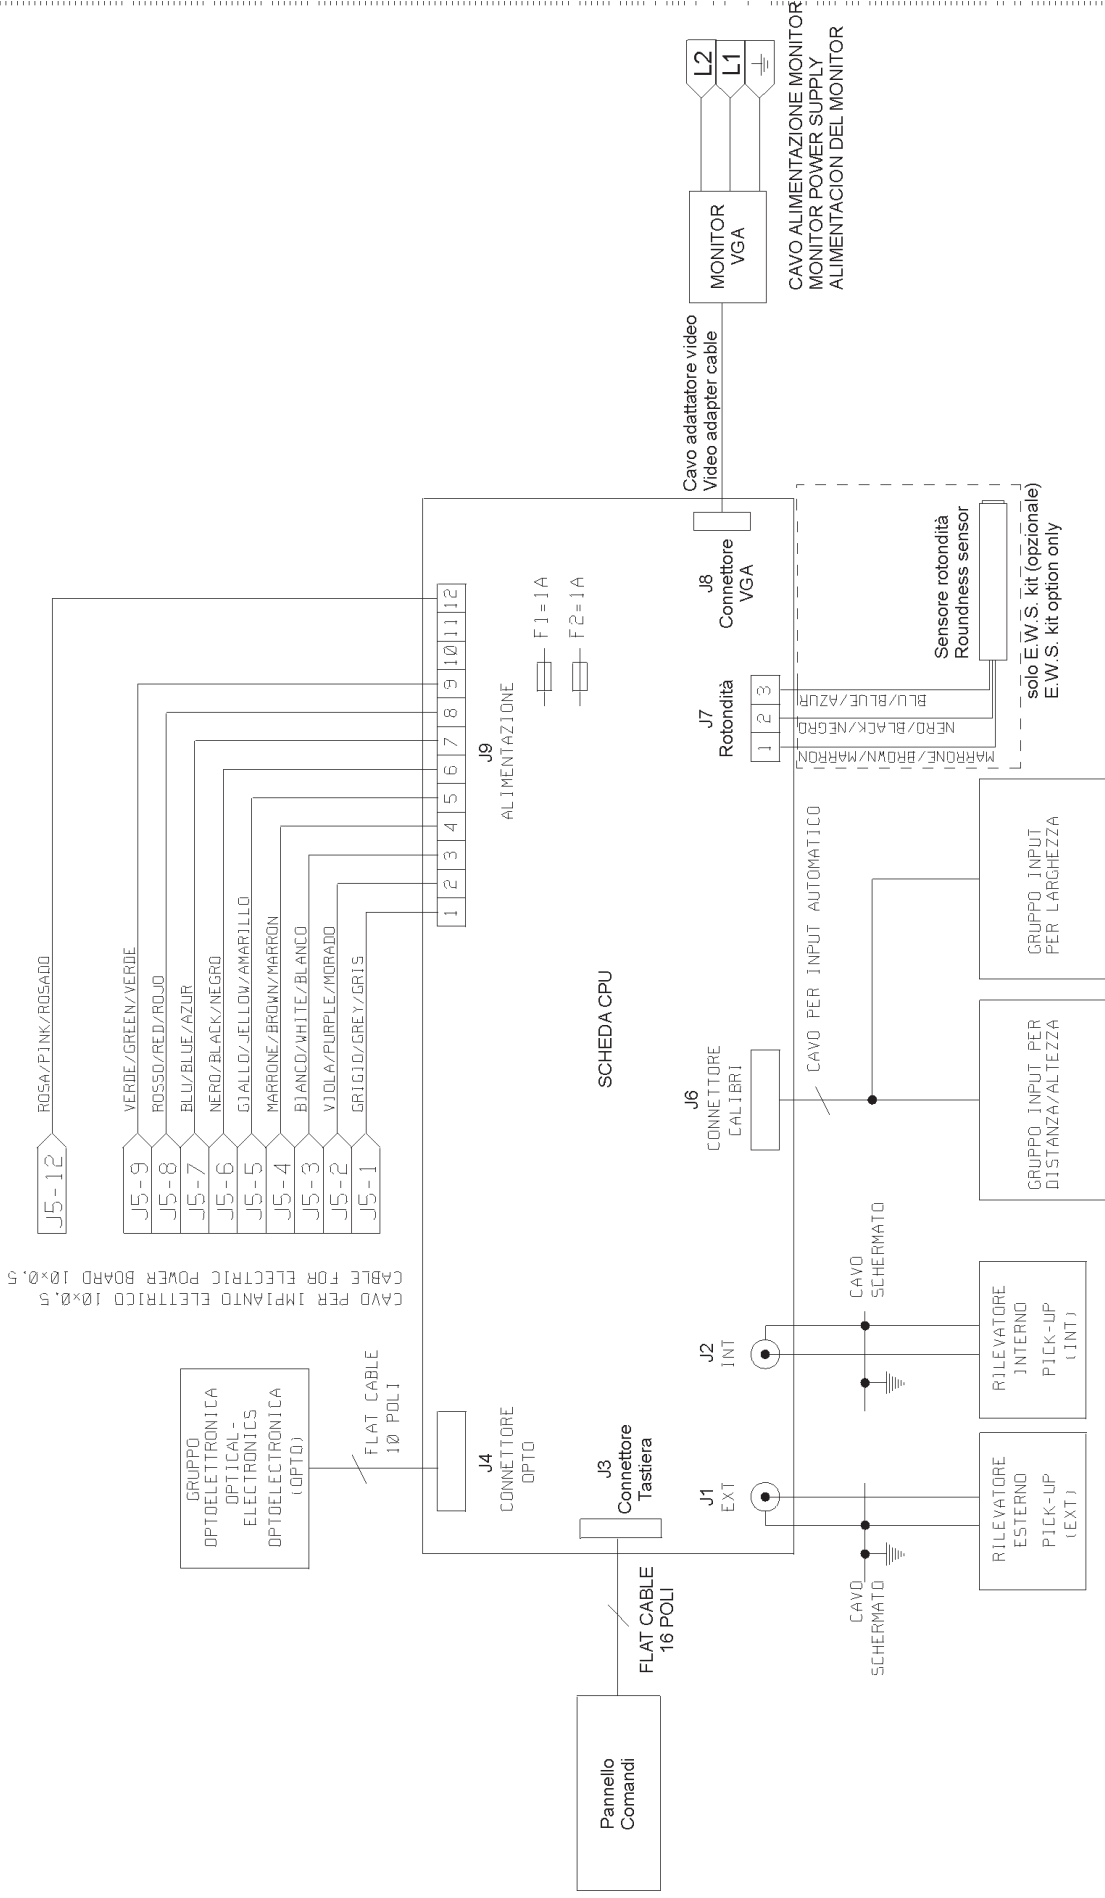 J5-12
ROSA/PINK/ROSADO
J5-9
VERDE/GREEN/VERDE
J5-8
ROSSO/RED/ROJO
J5-7
BLU/BLUE/AZUR
J5-6
NERO/BLACK/NEGRO
J5-5
GIALLO/JELLOW/AMARILLO
J5-4
MARRONE/BROWN/MARRON
J5-3
BIANCO/WHITE/BLANCO
J5-2
VIOLA/PURPLE/MORADO
J5-1
GRIGIO/GREY/GRIS
CAVO PER IMPIANTO ELETTRICO 10x0.5
CABLE FOR ELECTRIC POWER BOARD 10x0.5
GRUPPO
OPTOELETTRONICA
OPTICAL-
ELECTRONICS
OPTOELECTRONICA
(OPTO)
FLAT CABLE
10 POLI
J4
CONNETTORE
OPTO
1 2 3 4 5 6 7 8 9 10 11 12
J9
ALIMENTAZIONE
F1=1A
F2=1A
J3
Connettore
Tastiera
FLAT CABLE
16 POLI
Pannello
Comandi
SCHEDA CPU
J8
Connettore
VGA
Cavo adattatore video
Video adapter cable
MONITOR
VGA
L2
L1
CAVO ALIMENTAZIONE MONITOR
MONITOR POWER SUPPLY
ALIMENTACION DEL MONITOR
J1
EXT
J2
INT
J6
CONNETTORE
CALIBRI
J7
Rotondità
1 2 3
MARRONE/BROWN/MARRON
NERO/BLACK/NEGRO
BLU/BLUE/AZUR
Sensore rotondità
Roundness sensor
solo E.W.S. kit (opzionale)
E.W.S. kit option only
CAVO PER INPUT AUTOMATICO
CAVO
SCHERMATO
CAVO
SCHERMATO
RILEVATORE
ESTERNO
PICK-UP
(EXT)
RILEVATORE
INTERNO
PICK-UP
(INT)
GRUPPO INPUT PER
DISTANZA/ALTEZZA
GRUPPO INPUT
PER LARGHEZZA